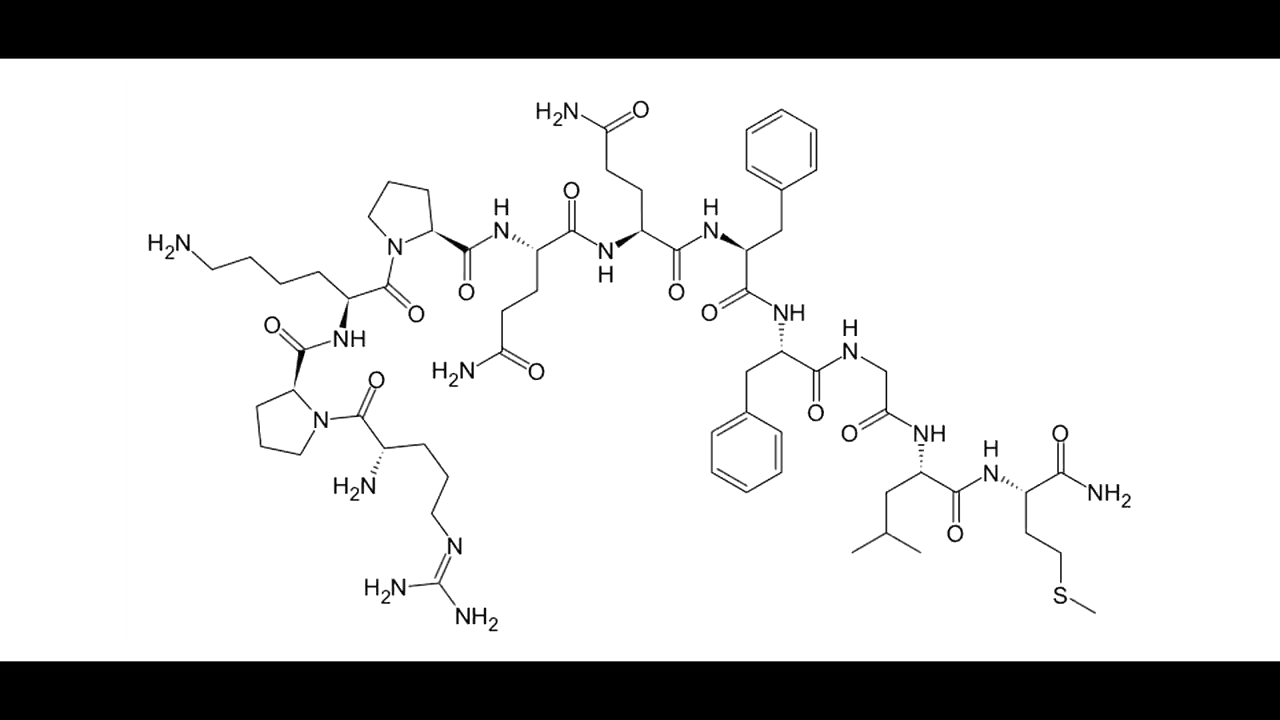 H₂N O
O H H
H N N
H₂N N N
H O O
O O NH
O NH H
N
H₂N O
O N O
O NH O
H₂N H
N NH₂
O
N
H₂N S
NH₂